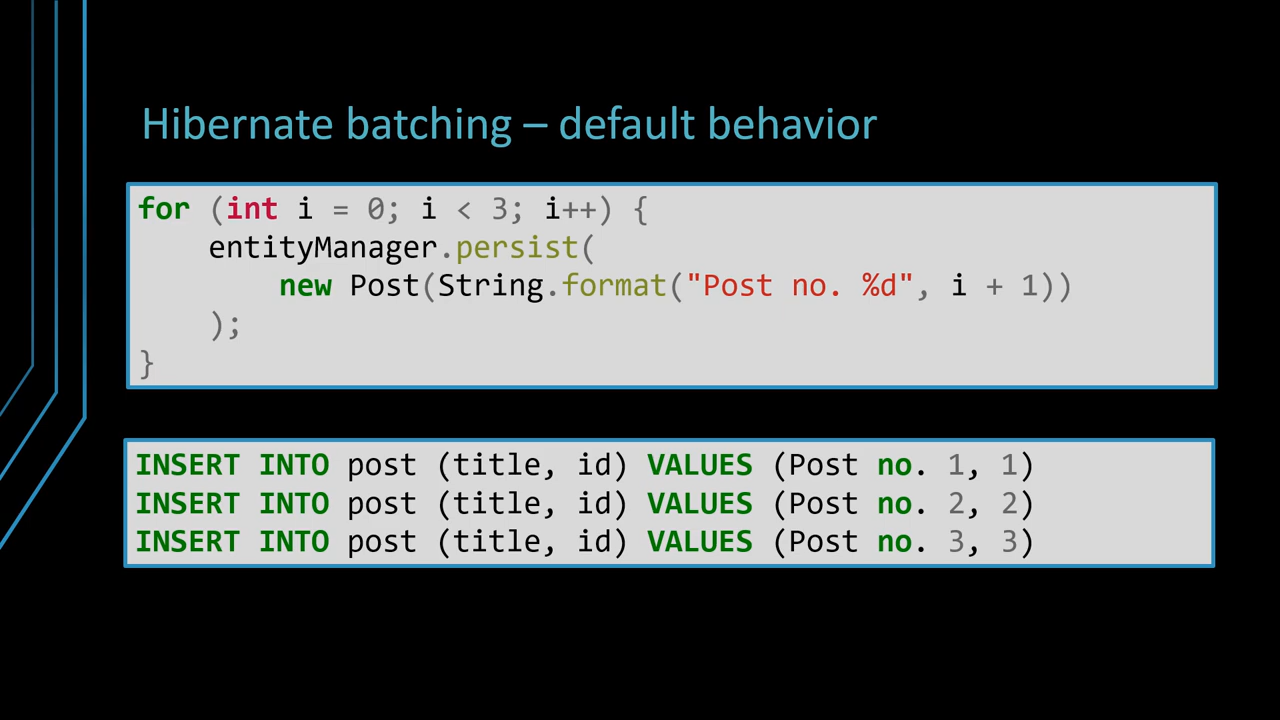 Hibernate batching – default behavior
for (int i = 0; i < 3; i++) {
    entityManager.persist(
        new Post(String.format("Post no. %d", i + 1))
    );
}
INSERT INTO post (title, id) VALUES (Post no. 1, 1)
INSERT INTO post (title, id) VALUES (Post no. 2, 2)
INSERT INTO post (title, id) VALUES (Post no. 3, 3)